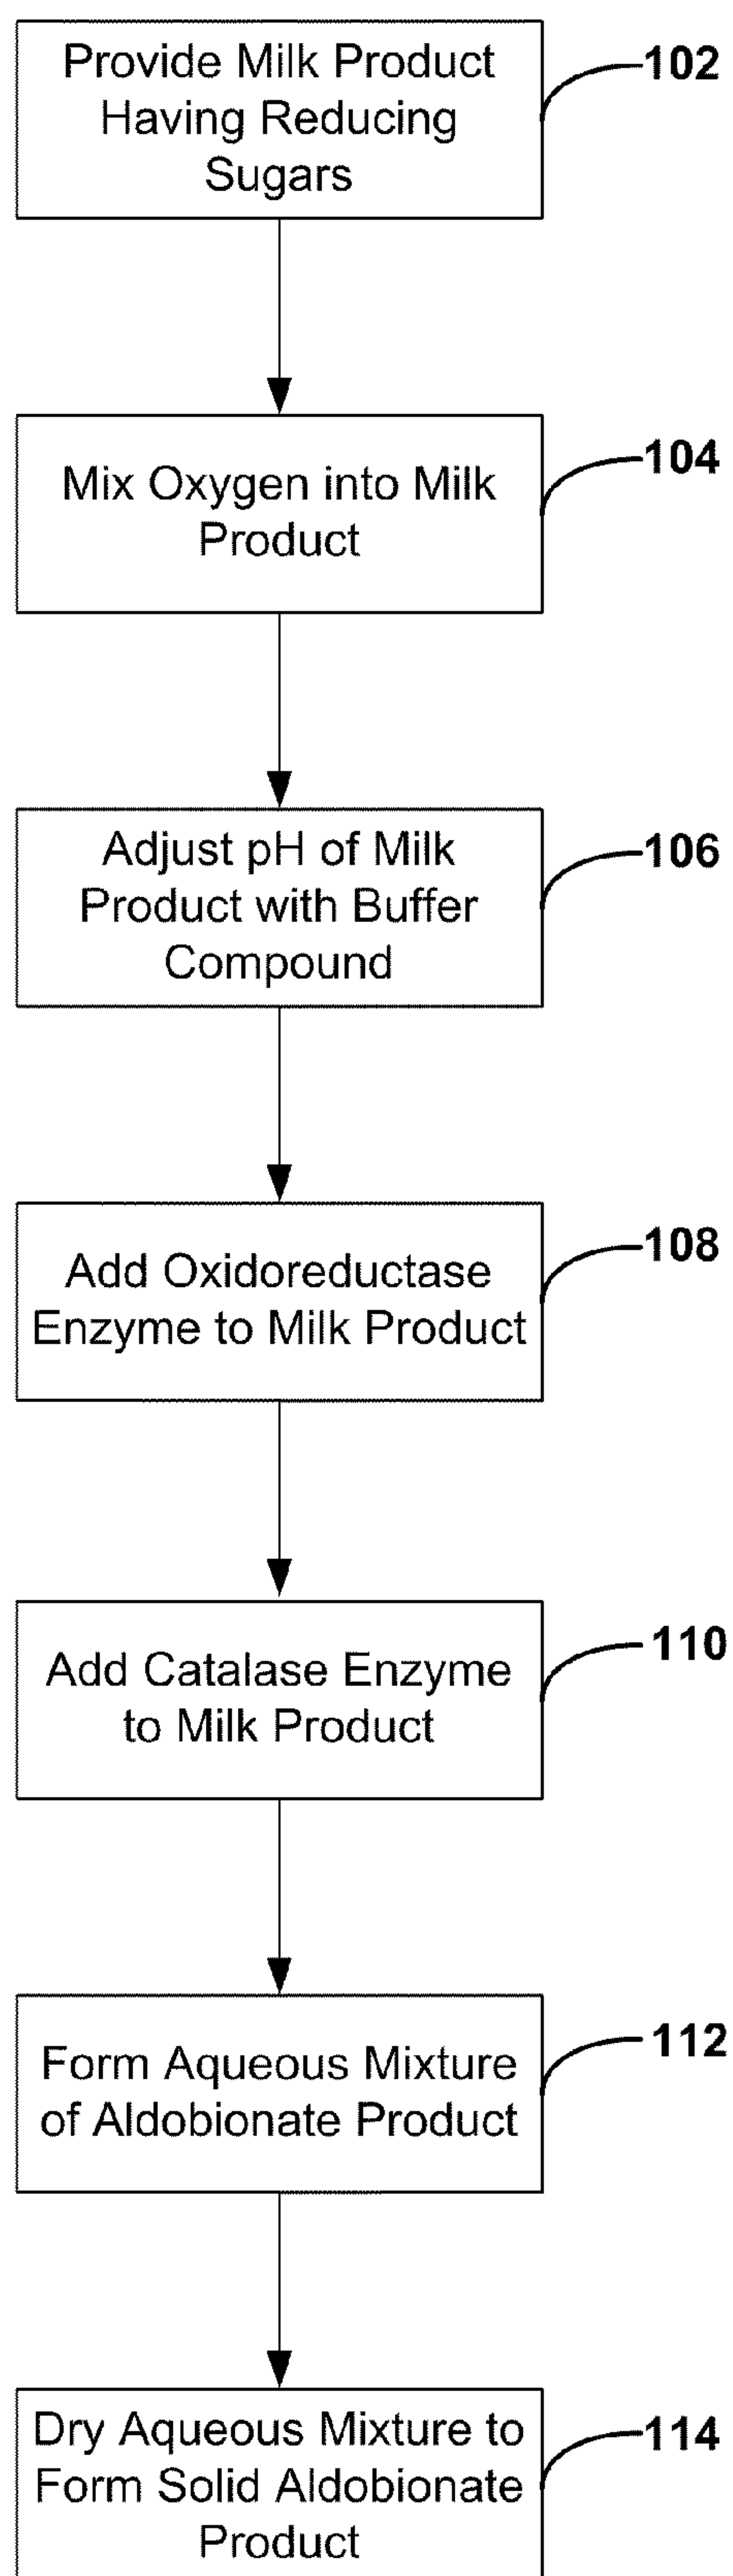 Provide Milk Product
Having Reducing
Sugars
102
Mix Oxygen into Milk
Product
104
Adjust pH of Milk
Product with Buffer
Compound
106
Add Oxidoreductase
Enzyme to Milk Product
108
Add Catalase Enzyme
to Milk Product
110
Form Aqueous Mixture
of Aldobionate Product
112
Dry Aqueous Mixture to
Form Solid Aldobionate
Product
114